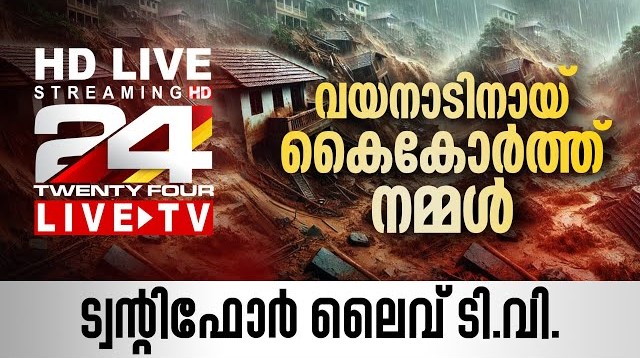 HD LIVE
STREAMING HD
24
TWENTY FOUR
LIVE TV
വയനാടിനായ്
കൈകോർത്ത്
നമ്മൾ
ട്വന്റിഫോർ ലൈവ് ടി.വി.